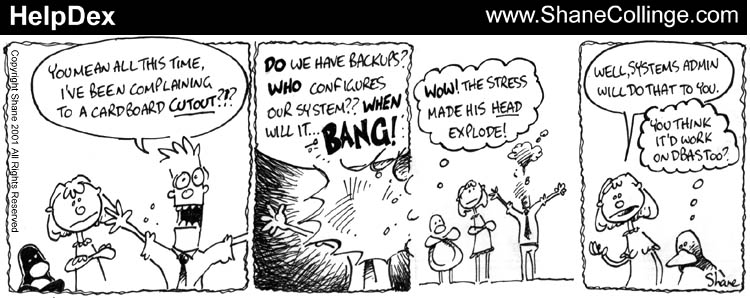 HelpDex
www.ShaneCollinge.com
Copyright Shane 2001 All Rights Reserved
YOU MEAN ALL THIS TIME,
I'VE BEEN COMPLAINING
TO A CARDBOARD CUTOUT?!?
DO WE HAVE BACKUPS?
WHO CONFIGURES
OUR SYSTEM?? WHEN
WILL IT...
BANG!
WOW! THE STRESS
MADE HIS HEAD
EXPLODE!
WELL, SYSTEMS ADMIN
WILL DO THAT TO YOU.
YOU THINK
IT'D WORK
ON DBAS TOO?
Shane